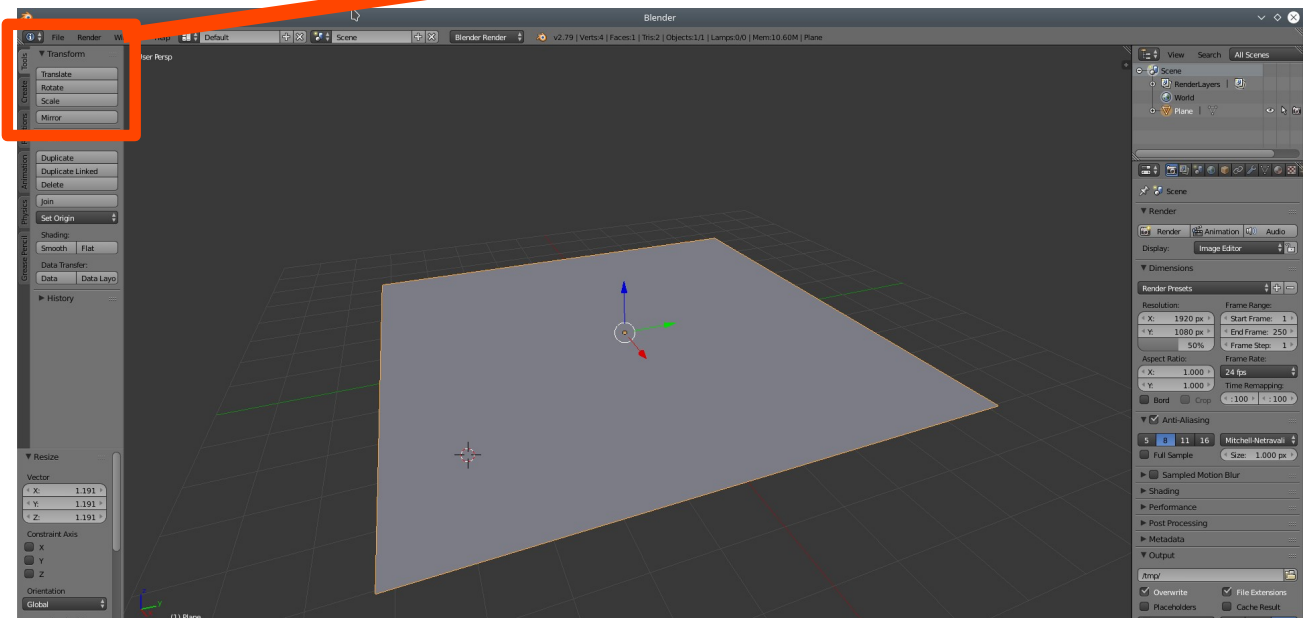 Blender
File Render
Default
Scene
Blender Render
v2.79 | Verts:4 | Faces:1 | Tris:2 | Objects:1/1 | Lamps:0/0 | Mem:10.60M | Plane
Tools
Create
Animation
Physics
Grease Pencil
Transform
Translate
Rotate
Scale
Mirror
Duplicate
Duplicate Linked
Delete
Join
Set Origin
Shading:
Smooth Flat
Data Transfer:
Data Data Layo
History
Resize
Vector
X: 1.191
Y: 1.191
Z: 1.191
Constraint Axis
X
Y
Z
Orientation
Global
User Persp
z
y
(1) Plane
View Search All Scenes
Scene
RenderLayers |
World
Plane |
Scene
Render
Render Animation Audio
Display: Image Editor
Dimensions
Render Presets
Resolution: Frame Range:
X: 1920 px Start Frame: 1
Y: 1080 px End Frame: 250
50% Frame Step: 1
Aspect Ratio: Frame Rate:
X: 1.000 24 fps
Y: 1.000 Time Remapping:
Bord Crop :100 :100
Anti-Aliasing
5 8 11 16 Mitchell-Netravali
Full Sample Size: 1.000 px
Sampled Motion Blur
Shading
Performance
Post Processing
Metadata
Output
/tmp/
Overwrite File Extensions
Placeholders Cache Result